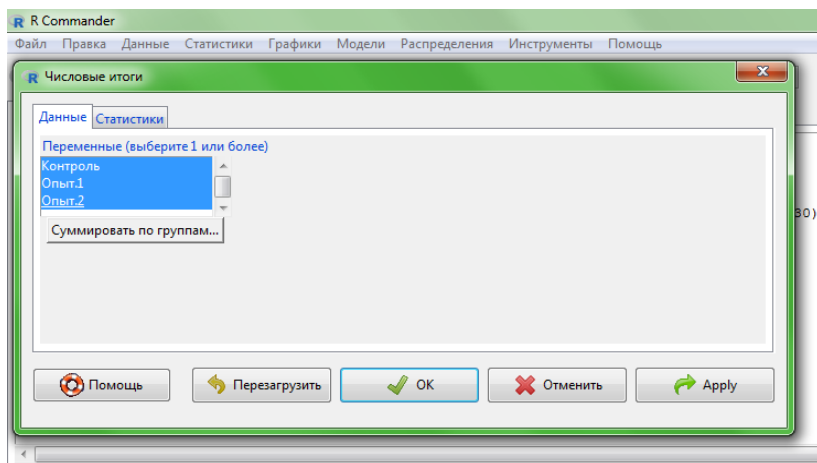 R R Commander
Файл Правка Данные Статистики Графики Модели Распределения Инструменты Помощь
R Числовые итоги
Данные Статистики
Переменные (выберите 1 или более)
Контроль
Опыт.1
Опыт.2
30)
Суммировать по группам...
Помощь Перезагрузить OK Отменить Apply